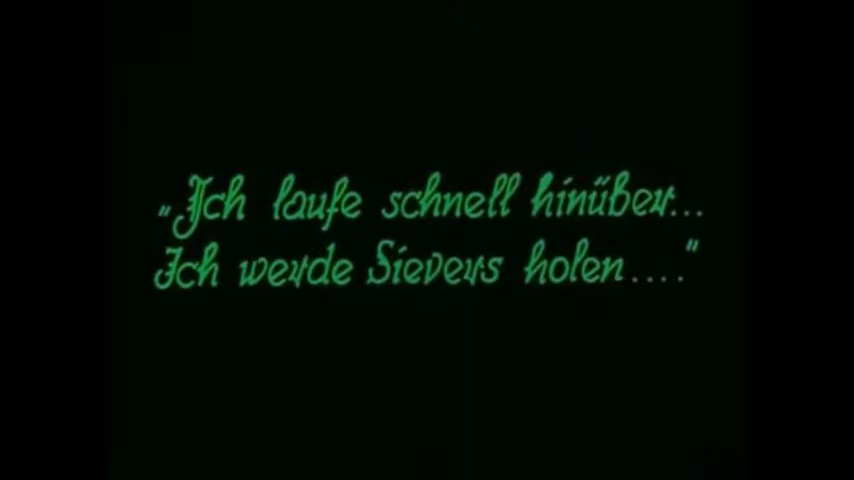 „Ich laufe schnell hinüber...
Ich werde Sievers holen....“